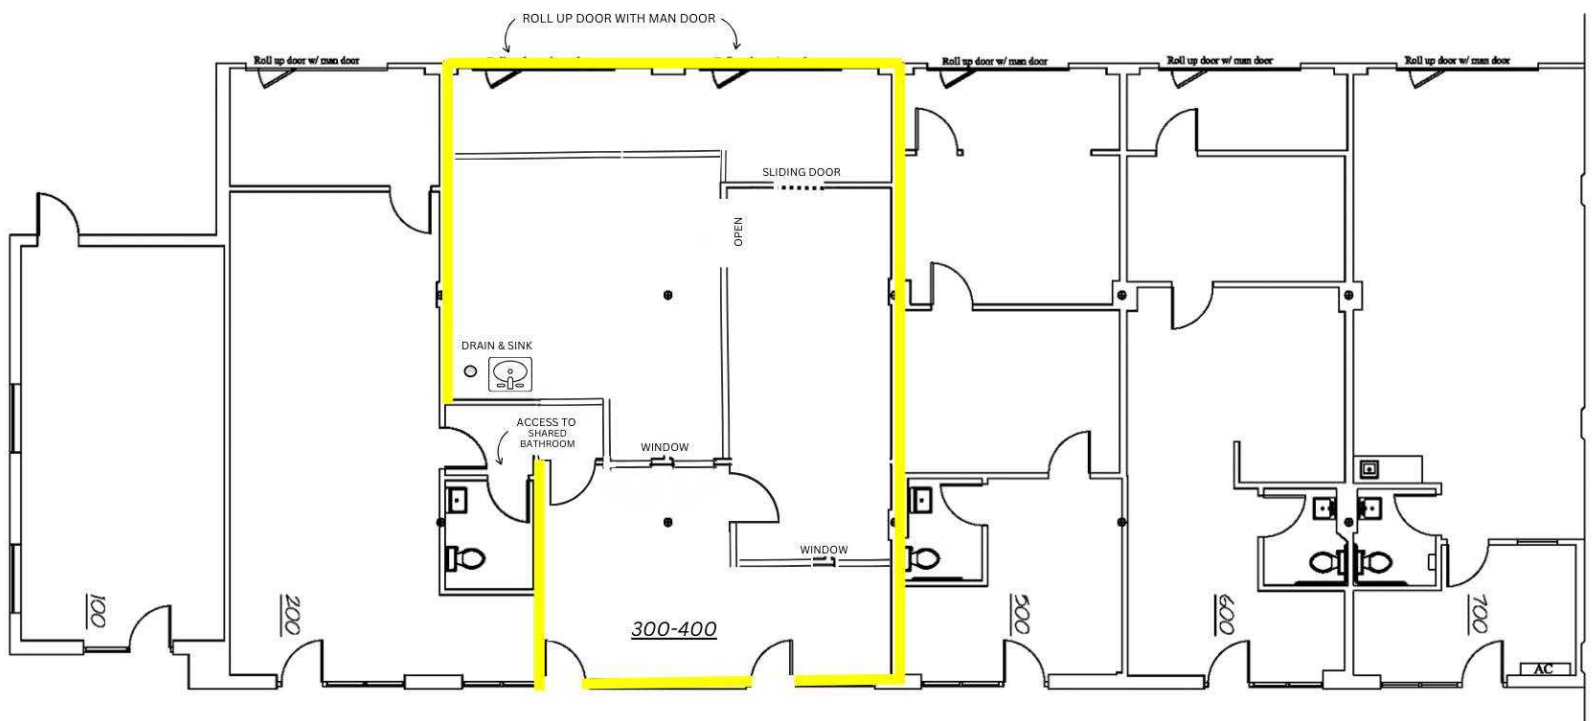 ROLL UP DOOR WITH MAN DOOR
Roll up door w/ man door
Roll up door w/ man door
Roll up door w/ man door
Roll up door w/ man door
SLIDING DOOR
OPEN
DRAIN & SINK
ACCESS TO
SHARED
BATHROOM
WINDOW
WINDOW
100
200
300-400
500
600
700
AC